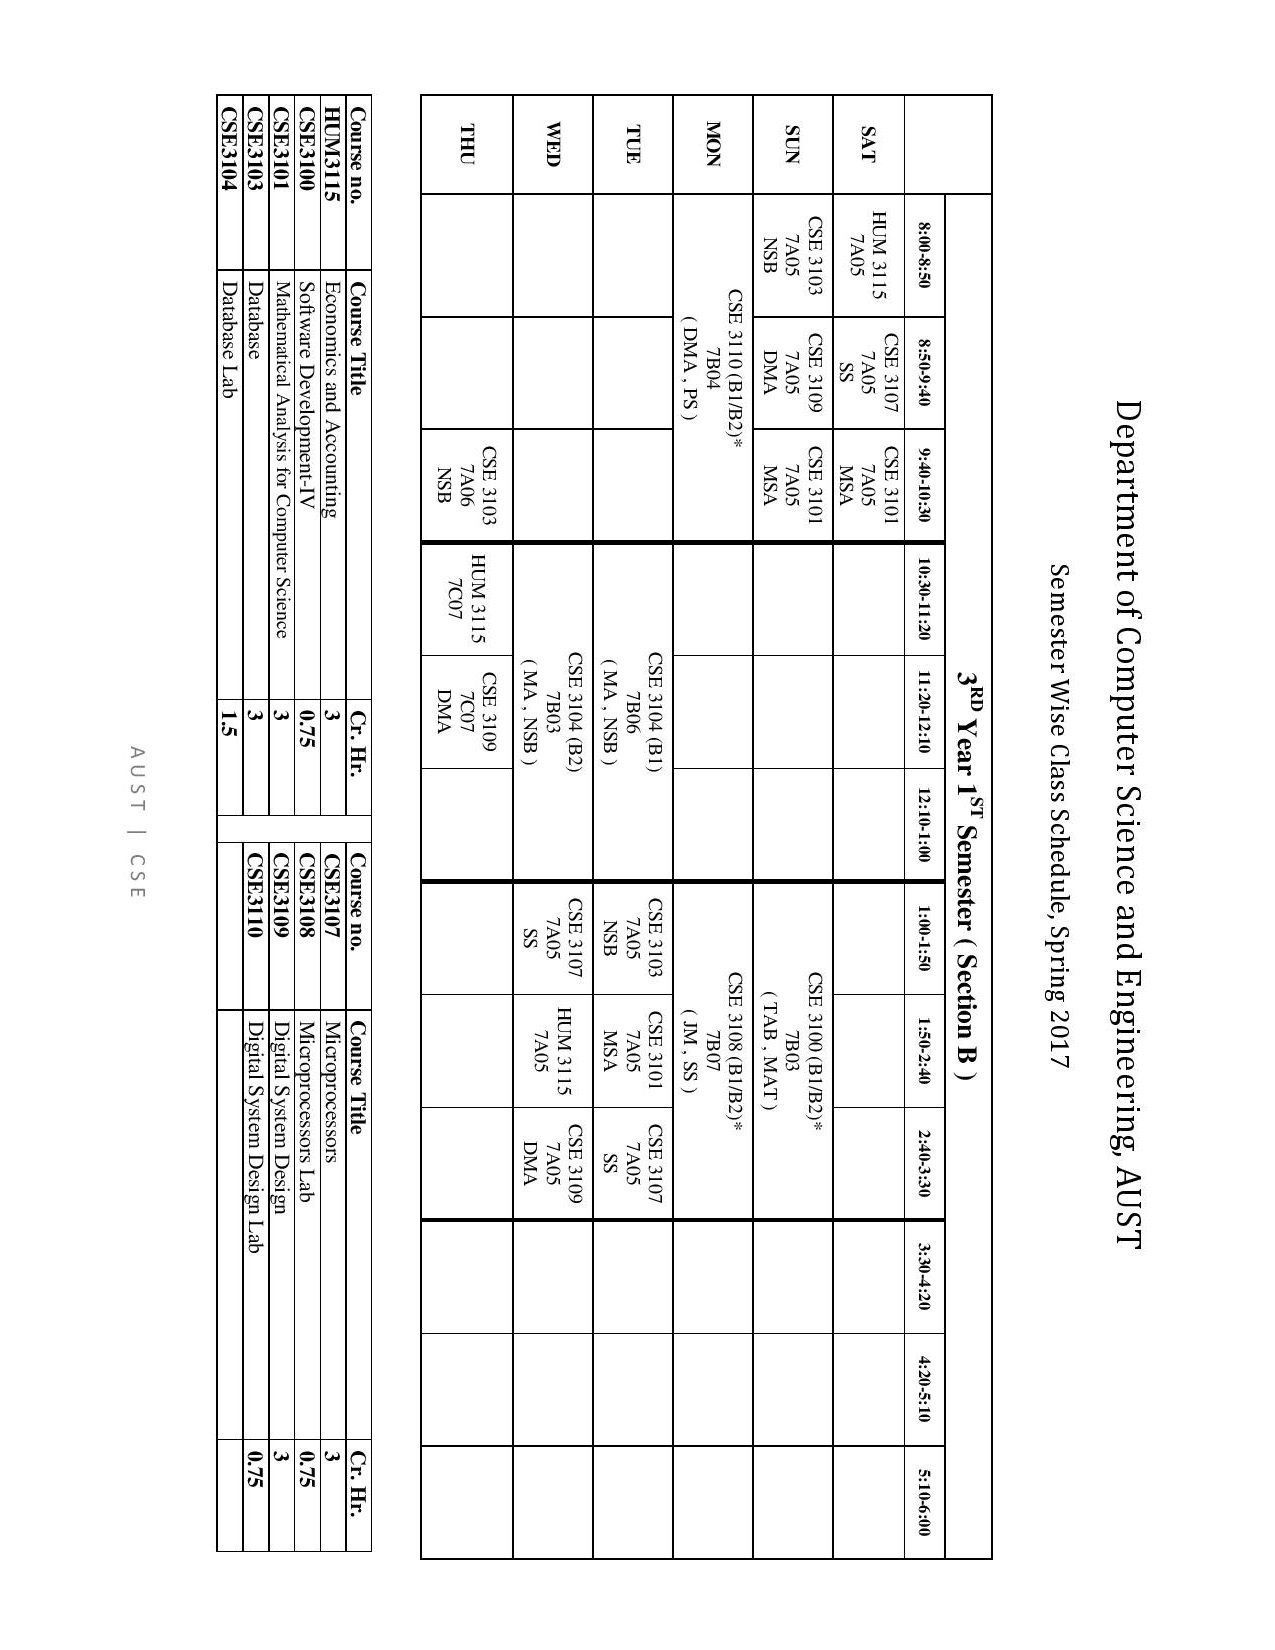 Department of Computer Science and Engineering, AUST
Semester Wise Class Schedule, Spring 2017
3RD Year 1ST Semester ( Section B )
8:00-8:50 8:50-9:40 9:40-10:30 10:30-11:20 11:20-12:10 12:10-1:00 1:00-1:50 1:50-2:40 2:40-3:30 3:30-4:20 4:20-5:10 5:10-6:00
SAT
HUM 3115
7A05
CSE 3107
7A05
SS
CSE 3101
7A05
MSA
SUN
CSE 3103
7A05
NSB
CSE 3109
7A05
DMA
CSE 3101
7A05
MSA
CSE 3100 (B1/B2)*
7B03
( TAB , MAT )
MON
CSE 3110 (B1/B2)*
7B04
( DMA , PS )
CSE 3108 (B1/B2)*
7B07
( JM , SS )
TUE
CSE 3104 (B1)
7B06
( MA , NSB )
CSE 3103
7A05
NSB
CSE 3101
7A05
MSA
CSE 3107
7A05
SS
WED
CSE 3104 (B2)
7B03
( MA , NSB )
CSE 3107
7A05
SS
HUM 3115
7A05
CSE 3109
7A05
DMA
THU
CSE 3103
7A06
NSB
HUM 3115
7C07
CSE 3109
7C07
DMA
Course no. Course Title Cr. Hr. Course no. Course Title Cr. Hr.
HUM3115 Economics and Accounting 3 CSE3107 Microprocessors 3
CSE3100 Software Development-IV 0.75 CSE3108 Microprocessors Lab 0.75
CSE3101 Mathematical Analysis for Computer Science 3 CSE3109 Digital System Design 3
CSE3103 Database 3 CSE3110 Digital System Design Lab 0.75
CSE3104 Database Lab 1.5
AUST | CSE